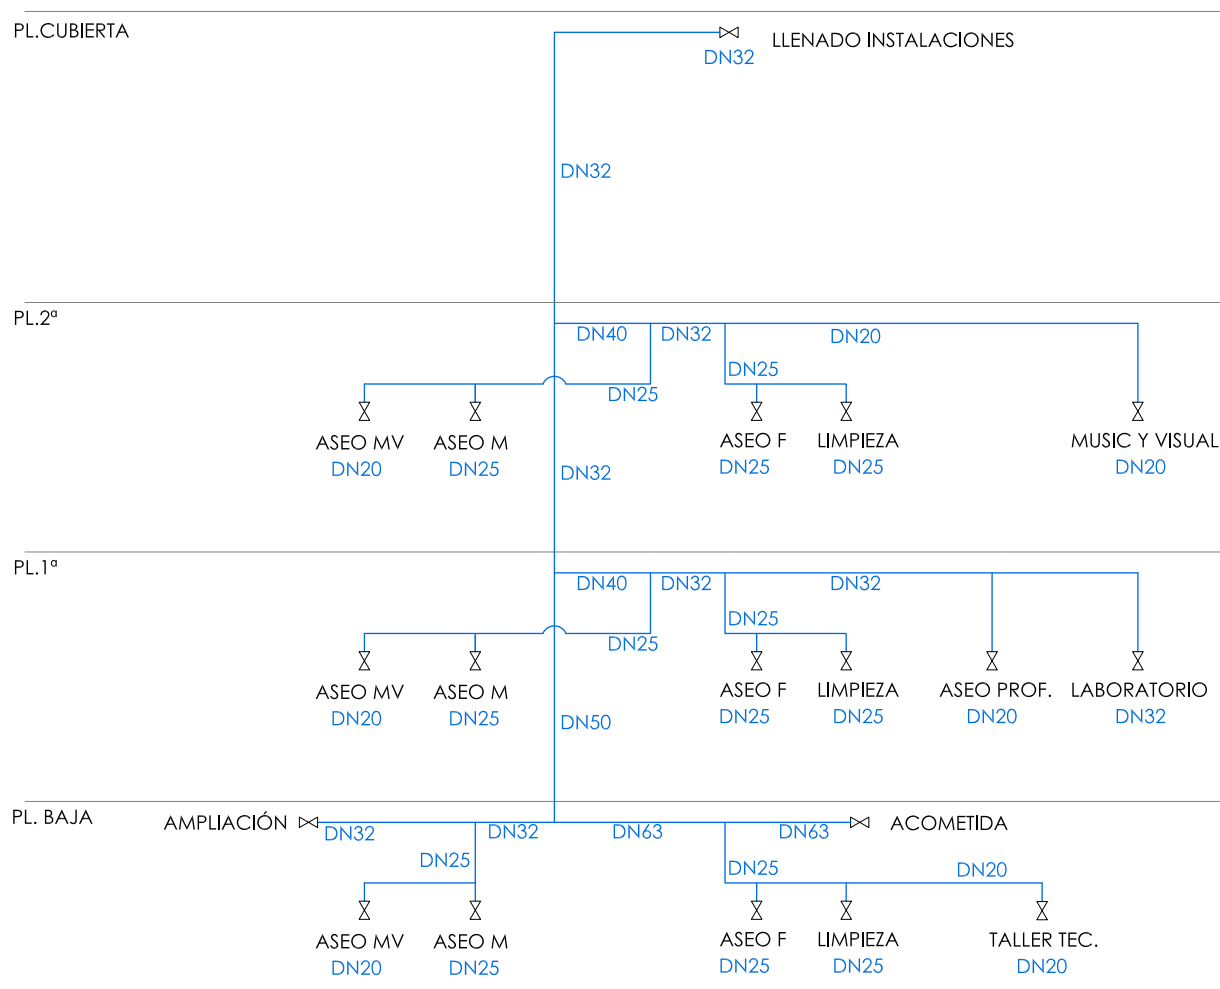 PL.CUBIERTA
LLENADO INSTALACIONES
DN32
DN32
PL.2ª
DN40
DN32
DN20
DN25
DN25
ASEO MV
DN20
ASEO M
DN25
ASEO F
DN25
LIMPIEZA
DN25
MUSIC Y VISUAL
DN20
DN32
PL.1ª
DN40
DN32
DN32
DN25
DN25
ASEO MV
DN20
ASEO M
DN25
ASEO F
DN25
LIMPIEZA
DN25
ASEO PROF.
DN20
LABORATORIO
DN32
DN50
PL. BAJA
AMPLIACIÓN
DN32
DN32
DN63
DN63
ACOMETIDA
DN25
DN25
DN20
ASEO MV
DN20
ASEO M
DN25
ASEO F
DN25
LIMPIEZA
DN25
TALLER TEC.
DN20